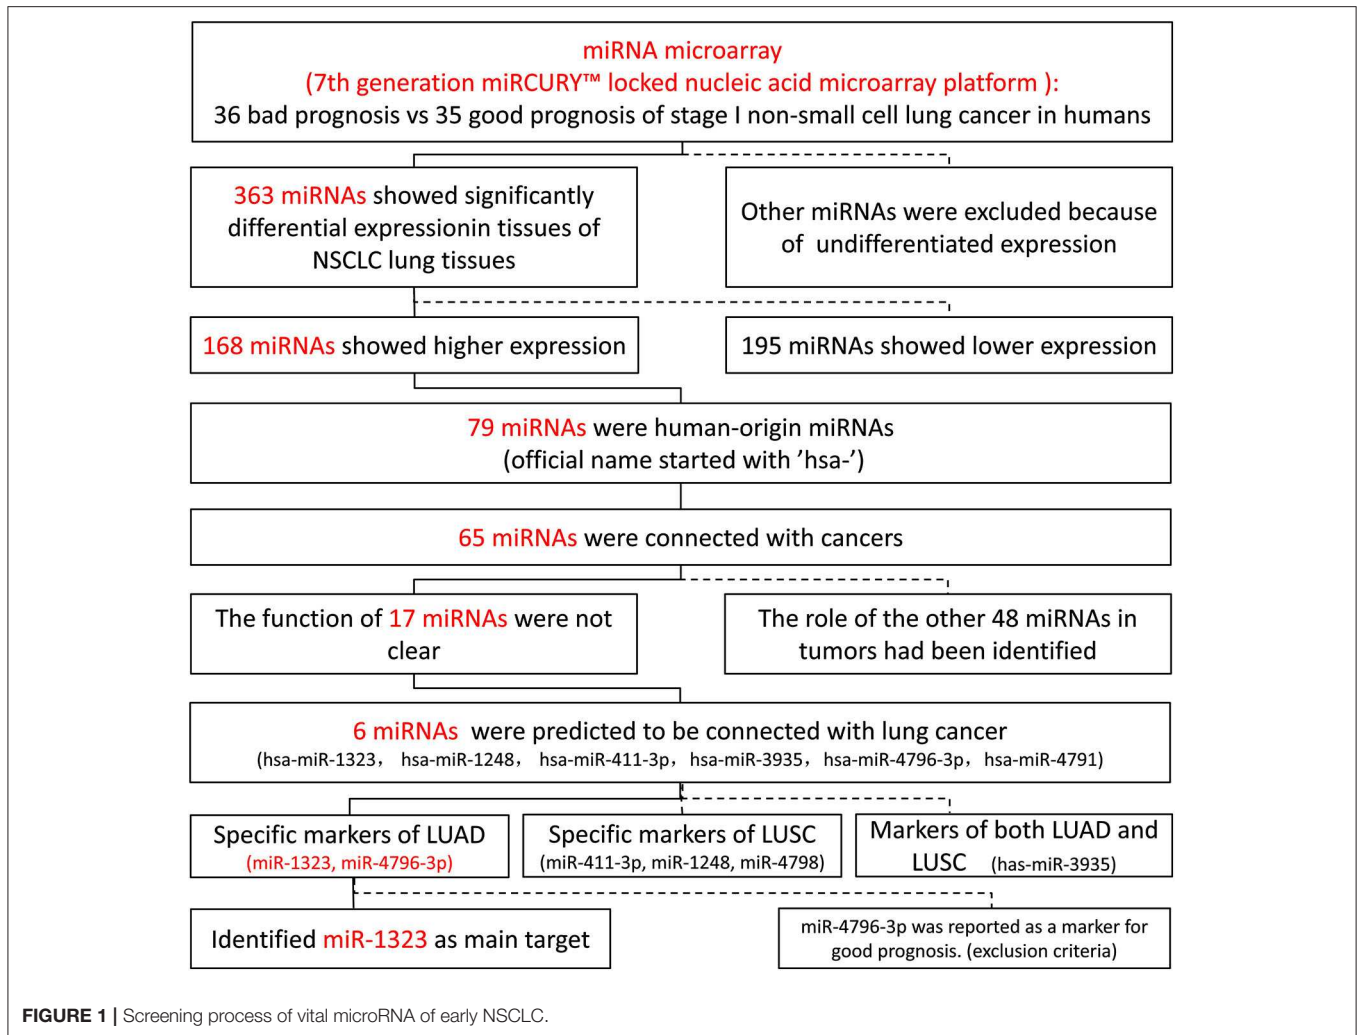 miRNA microarray
(7th generation miRCURY™ locked nucleic acid microarray platform ):
36 bad prognosis vs 35 good prognosis of stage I non-small cell lung cancer in humans
363 miRNAs showed significantly
differential expressionin tissues of
NSCLC lung tissues
Other miRNAs were excluded because
of undifferentiated expression
168 miRNAs showed higher expression
195 miRNAs showed lower expression
79 miRNAs were human-origin miRNAs
(official name started with ’hsa-’)
65 miRNAs were connected with cancers
The function of 17 miRNAs were not
clear
The role of the other 48 miRNAs in
tumors had been identified
6 miRNAs were predicted to be connected with lung cancer
(hsa-miR-1323， hsa-miR-1248， hsa-miR-411-3p，hsa-miR-3935，hsa-miR-4796-3p，hsa-miR-4791)
Specific markers of LUAD
(miR-1323, miR-4796-3p)
Specific markers of LUSC
(miR-411-3p, miR-1248, miR-4798)
Markers of both LUAD and
LUSC (has-miR-3935)
Identified miR-1323 as main target
miR-4796-3p was reported as a marker for
good prognosis. (exclusion criteria)
FIGURE 1 | Screening process of vital microRNA of early NSCLC.